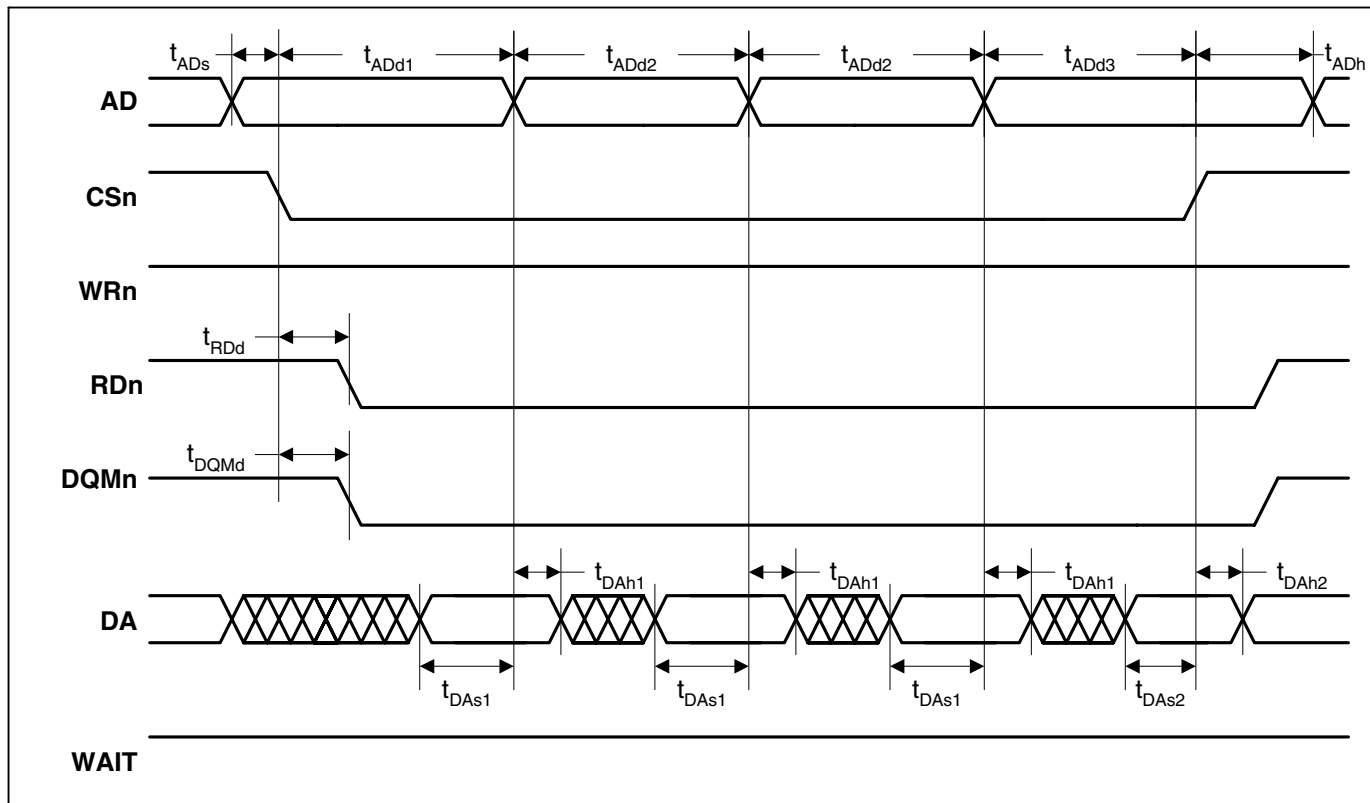 tADs tADd1 tADd2 tADd2 tADd3 tADh
AD
CSn
WRn
tRDd
RDn
tDQMd
DQMn
tDAh1 tDAh1 tDAh1 tDAh2
DA
tDAs1 tDAs1 tDAs1 tDAs2
WAIT